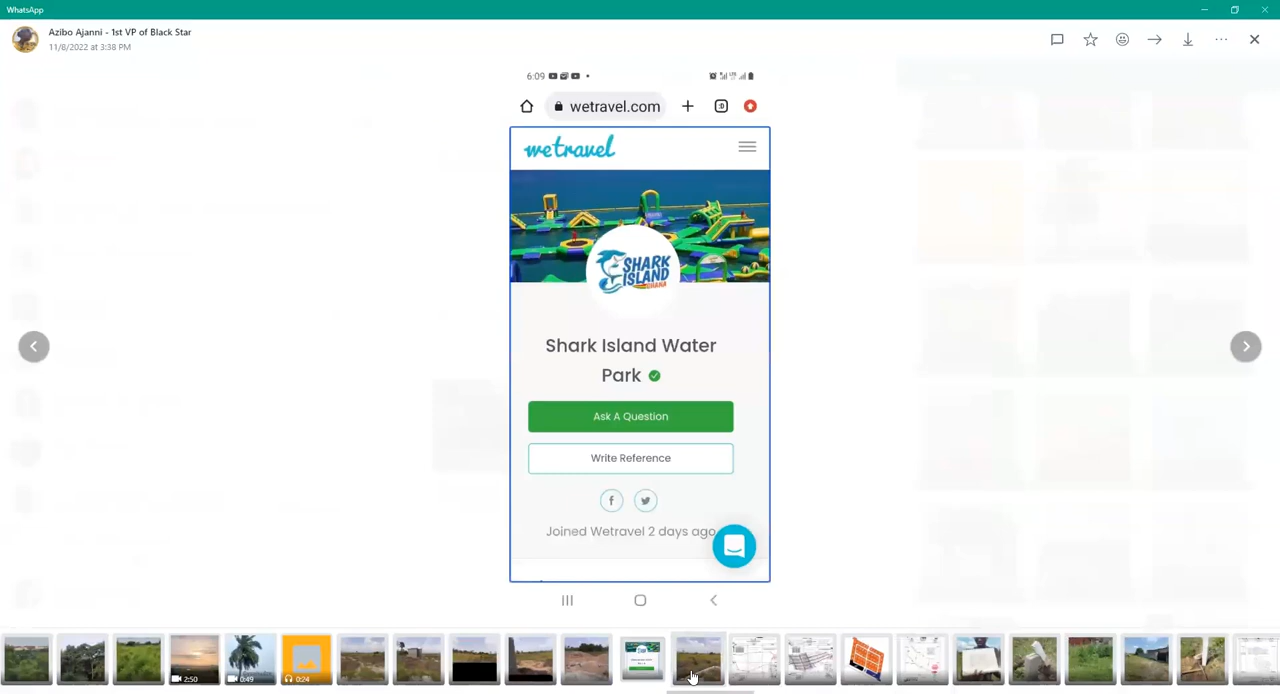 WhatsApp
Azibo Ajanni - 1st VP of Black Star
11/8/2022 at 3:38 PM
6:09
wetravel.com
:0
wetravel
SHARK
ISLAND
GHANA
Shark Island Water
Park
Ask A Question
Write Reference
Joined Wetravel 2 days ago
2:50
0:49
0:24